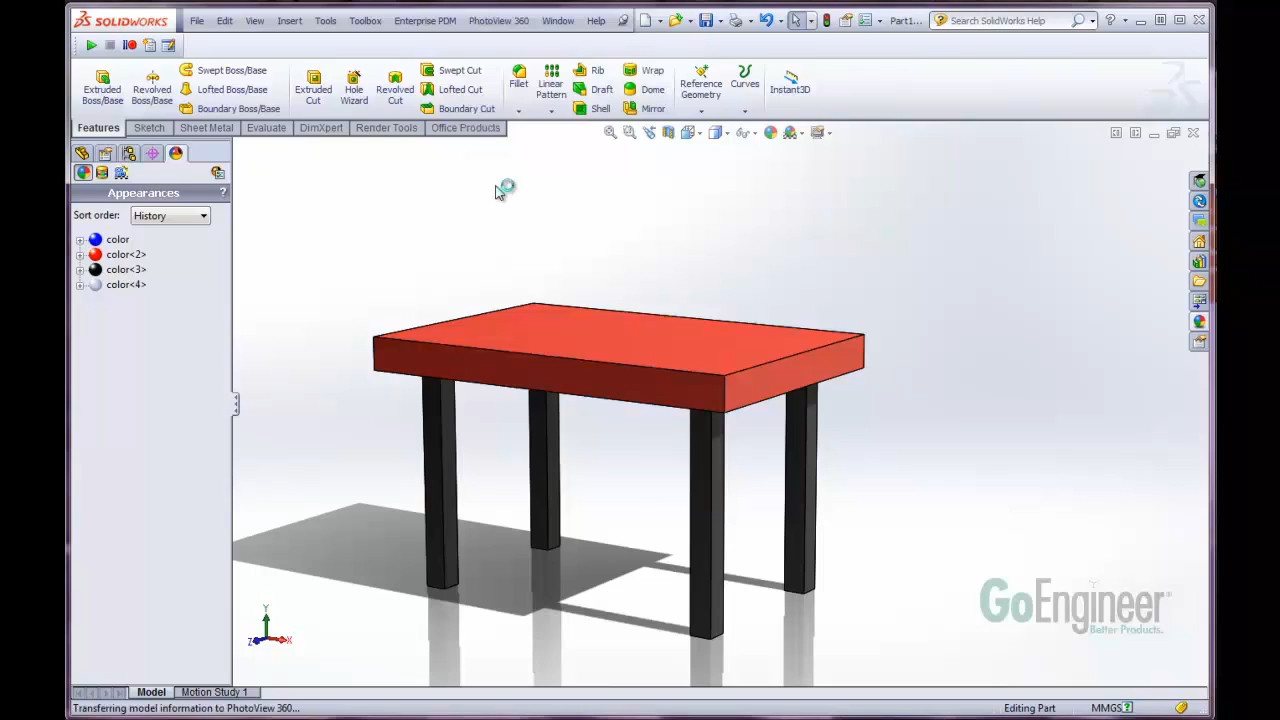 SOLIDWORKS File Edit View Insert Tools Toolbox Enterprise PDM PhotoView 360 Window Help Part1... Search SolidWorks Help
Extruded Boss/Base
Revolved Boss/Base
Swept Boss/Base
Lofted Boss/Base
Boundary Boss/Base
Extruded Cut
Hole Wizard
Revolved Cut
Swept Cut
Lofted Cut
Boundary Cut
Fillet
Linear Pattern
Rib
Draft
Shell
Wrap
Dome
Mirror
Reference Geometry
Curves
Instant3D
Features Sketch Sheet Metal Evaluate DimXpert Render Tools Office Products
Appearances ?
Sort order: History
color
color<2>
color<3>
color<4>
GoEngineer
Better Products.
Y
Z X
Model Motion Study 1
Transferring model information to PhotoView 360... Editing Part MMGS